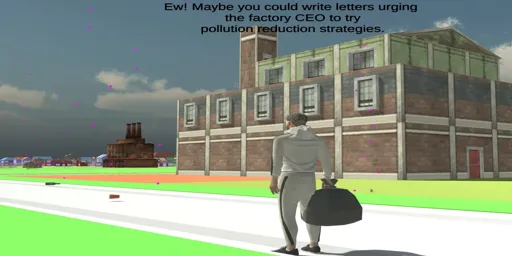 Ew! Maybe you could write letters urging
the factory CEO to try
pollution reduction strategies.